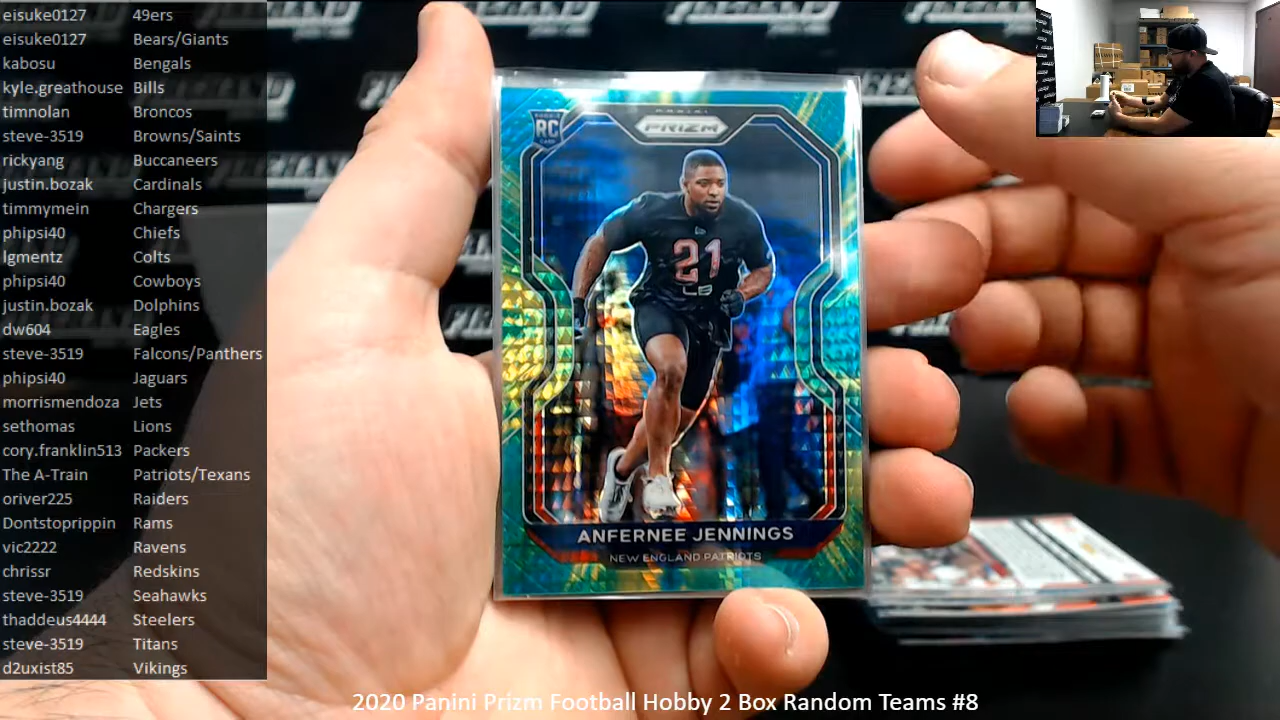 eisuke0127 49ers
eisuke0127 Bears/Giants
kabosu Bengals
kyle.greathouse Bills
timnolan Broncos
steve-3519 Browns/Saints
rickyang Buccaneers
justin.bozak Cardinals
timmymein Chargers
phipsi40 Chiefs
lgmentz Colts
phipsi40 Cowboys
justin.bozak Dolphins
dw604 Eagles
steve-3519 Falcons/Panthers
phipsi40 Jaguars
morrismendoza Jets
sethomas Lions
cory.franklin513 Packers
The A-Train Patriots/Texans
oriver225 Raiders
Dontstoprippin Rams
vic2222 Ravens
chrissr Redskins
steve-3519 Seahawks
thaddeus4444 Steelers
steve-3519 Titans
d2uxist85 Vikings
RC
PANINI
PRIZM
21
LB
ANFERNEE JENNINGS
NEW ENGLAND PATRIOTS
2020 Panini Prizm Football Hobby 2 Box Random Teams #8